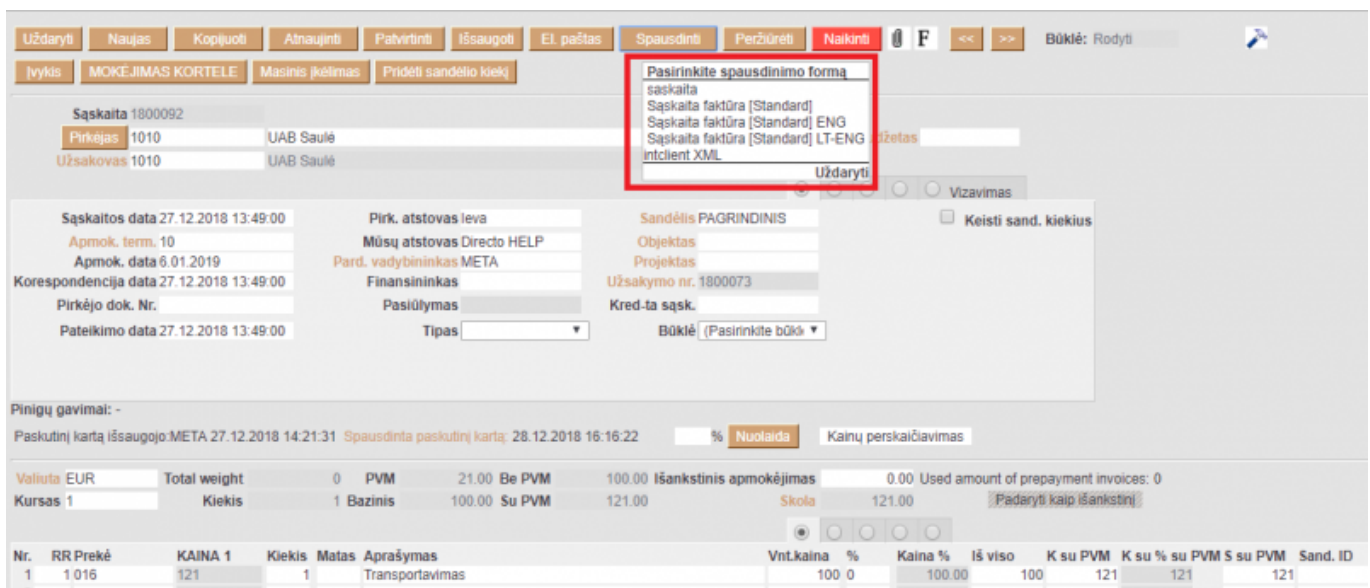 Uždaryti Naujas Kopijuoti Atnaujinti Patvirtinti Išsaugoti El. paštas Spausdinti Peržiūrėti Naikinti F << >> Būklė: Rodyti
Įvykis MOKĖJIMAS KORTELE Masinis įkėlimas Pridėti sandėlio kiekį
Pasirinkite spausdinimo formą
saskaita
Sąskaita faktūra [Standard]
Sąskaita faktūra [Standard] ENG
Sąskaita faktūra [Standard] LT-ENG
intclient XML
Uždaryti
Sąskaita 1800092
Pirkėjas 1010 UAB Saulė
Užsakovas 1010 UAB Saulė
Vizavimas
Sąskaitos data 27.12.2018 13:49:00 Pirk. atstovas Ieva Sandėlis PAGRINDINIS Keisti sand. kiekius
Apmok. term. 10 Mūsų atstovas Directo HELP Objektas
Apmok. data 6.01.2019 Pard. vadybininkas META Projektas
Korespondencija data 27.12.2018 13:49:00 Finansininkas Užsakymo nr. 1800073
Pirkėjo dok. Nr. Pasiūlymas Kred-ta sąsk.
Pateikimo data 27.12.2018 13:49:00 Tipas Būklė (Pasirinkite būkl
Pinigų gavimai: -
Paskutinį kartą išsaugojo:META 27.12.2018 14:21:31 Spausdinta paskutinį kartą: 28.12.2018 16:16:22 % Nuolaida Kainų perskaičiavimas
Valiuta EUR Total weight 0 PVM 21.00 Be PVM 100.00 Išankstinis apmokėjimas 0.00 Used amount of prepayment invoices: 0
Kursas 1 Kiekis 1 Bazinis 100.00 Su PVM 121.00 Skola 121.00 Padaryti kaip išankstinį
Nr. RR Prekė KAINA 1 Kiekis Matas Aprašymas Vnt.kaina % Kaina % Iš viso K su PVM K su % su PVM S su PVM Sand. ID
1 1 016 121 1 Transportavimas 100 0 100.00 100 121 121 121